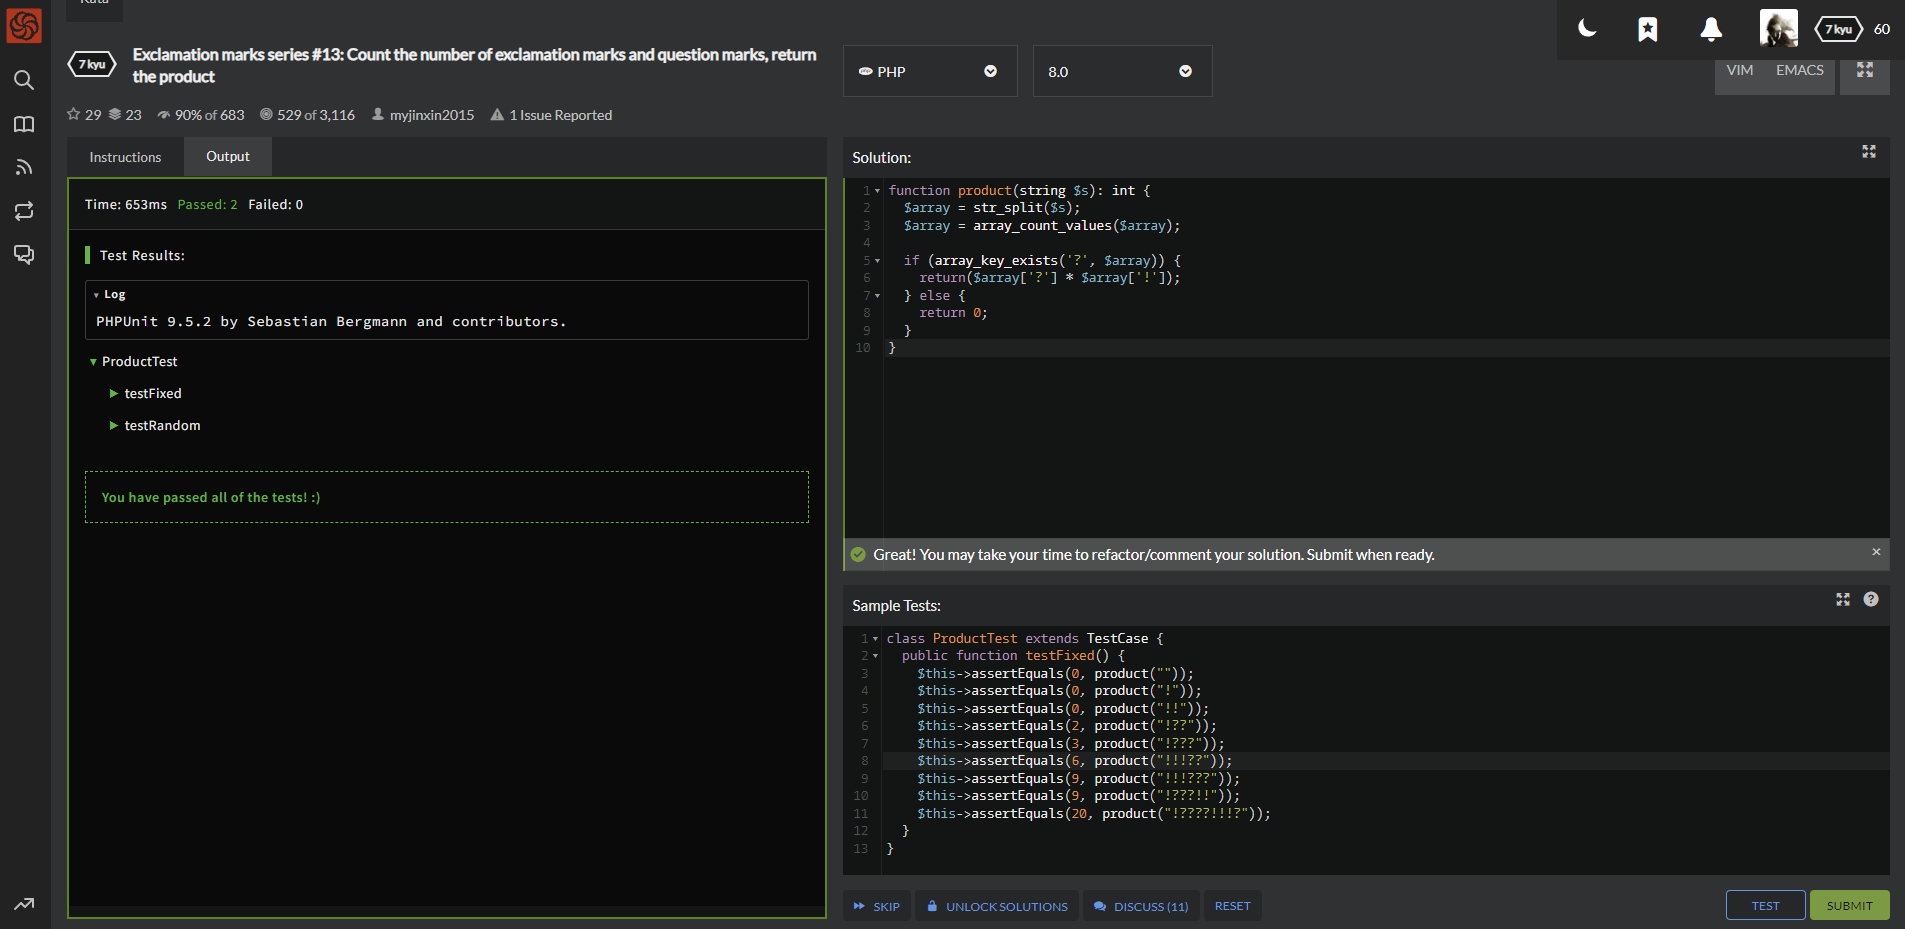 Kata
7 kyu
60
7 kyu
Exclamation marks series #13: Count the number of exclamation marks and question marks, return
the product
PHP
8.0
VIM
EMACS
29
23
90% of 683
529 of 3,116
myjinxin2015
1 Issue Reported
Instructions
Output
Time: 653ms Passed: 2 Failed: 0
Test Results:
Log
PHPUnit 9.5.2 by Sebastian Bergmann and contributors.
ProductTest
testFixed
testRandom
You have passed all of the tests! :)
Solution:
1 function product(string $s): int {
2 $array = str_split($s);
3 $array = array_count_values($array);
4
5 if (array_key_exists('?', $array)) {
6 return($array['?'] * $array['!']);
7 } else {
8 return 0;
9 }
10 }
Great! You may take your time to refactor/comment your solution. Submit when ready.
Sample Tests:
1 class ProductTest extends TestCase {
2 public function testFixed() {
3 $this->assertEquals(0, product(""));
4 $this->assertEquals(0, product("!"));
5 $this->assertEquals(0, product("!!"));
6 $this->assertEquals(2, product("!??"));
7 $this->assertEquals(3, product("!???"));
8 $this->assertEquals(6, product("!!!??"));
9 $this->assertEquals(9, product("!!!???"));
10 $this->assertEquals(9, product("!???!!"));
11 $this->assertEquals(20, product("!????!!!?"));
12 }
13 }
SKIP
UNLOCK SOLUTIONS
DISCUSS (11)
RESET
TEST
SUBMIT